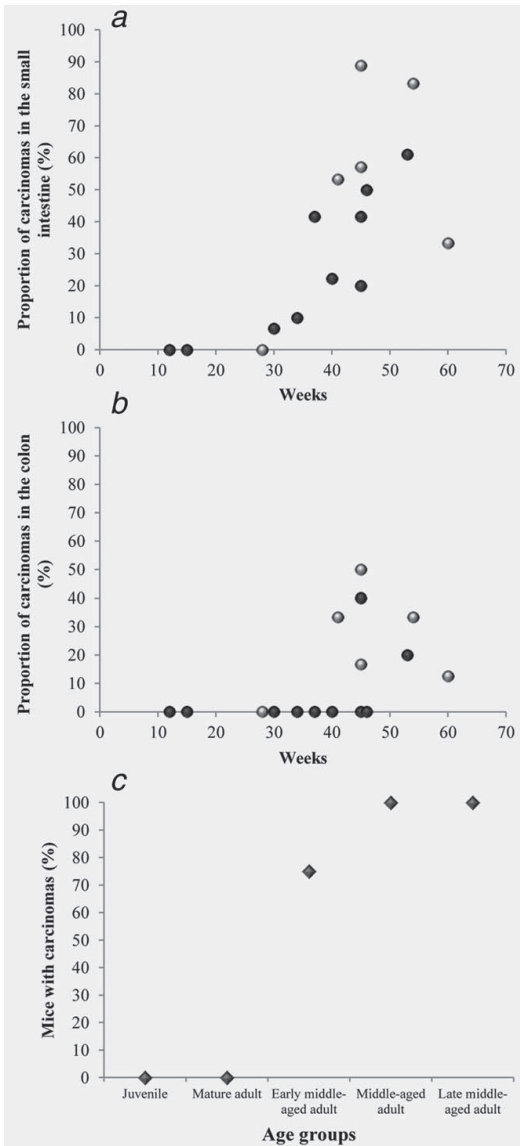 a
Proportion of carcinomas in the small
intestine (%)
100
90
80
70
60
50
40
30
20
10
0
0 10 20 30 40 50 60 70
Weeks
b
Proportion of carcinomas in the colon
(%)
100
90
80
70
60
50
40
30
20
10
0
0 10 20 30 40 50 60 70
Weeks
c
Mice with carcinomas (%)
100
90
80
70
60
50
40
30
20
10
0
Juvenile Mature adult Early middle- Middle-aged Late middle-
aged adult adult aged adult
Age groups